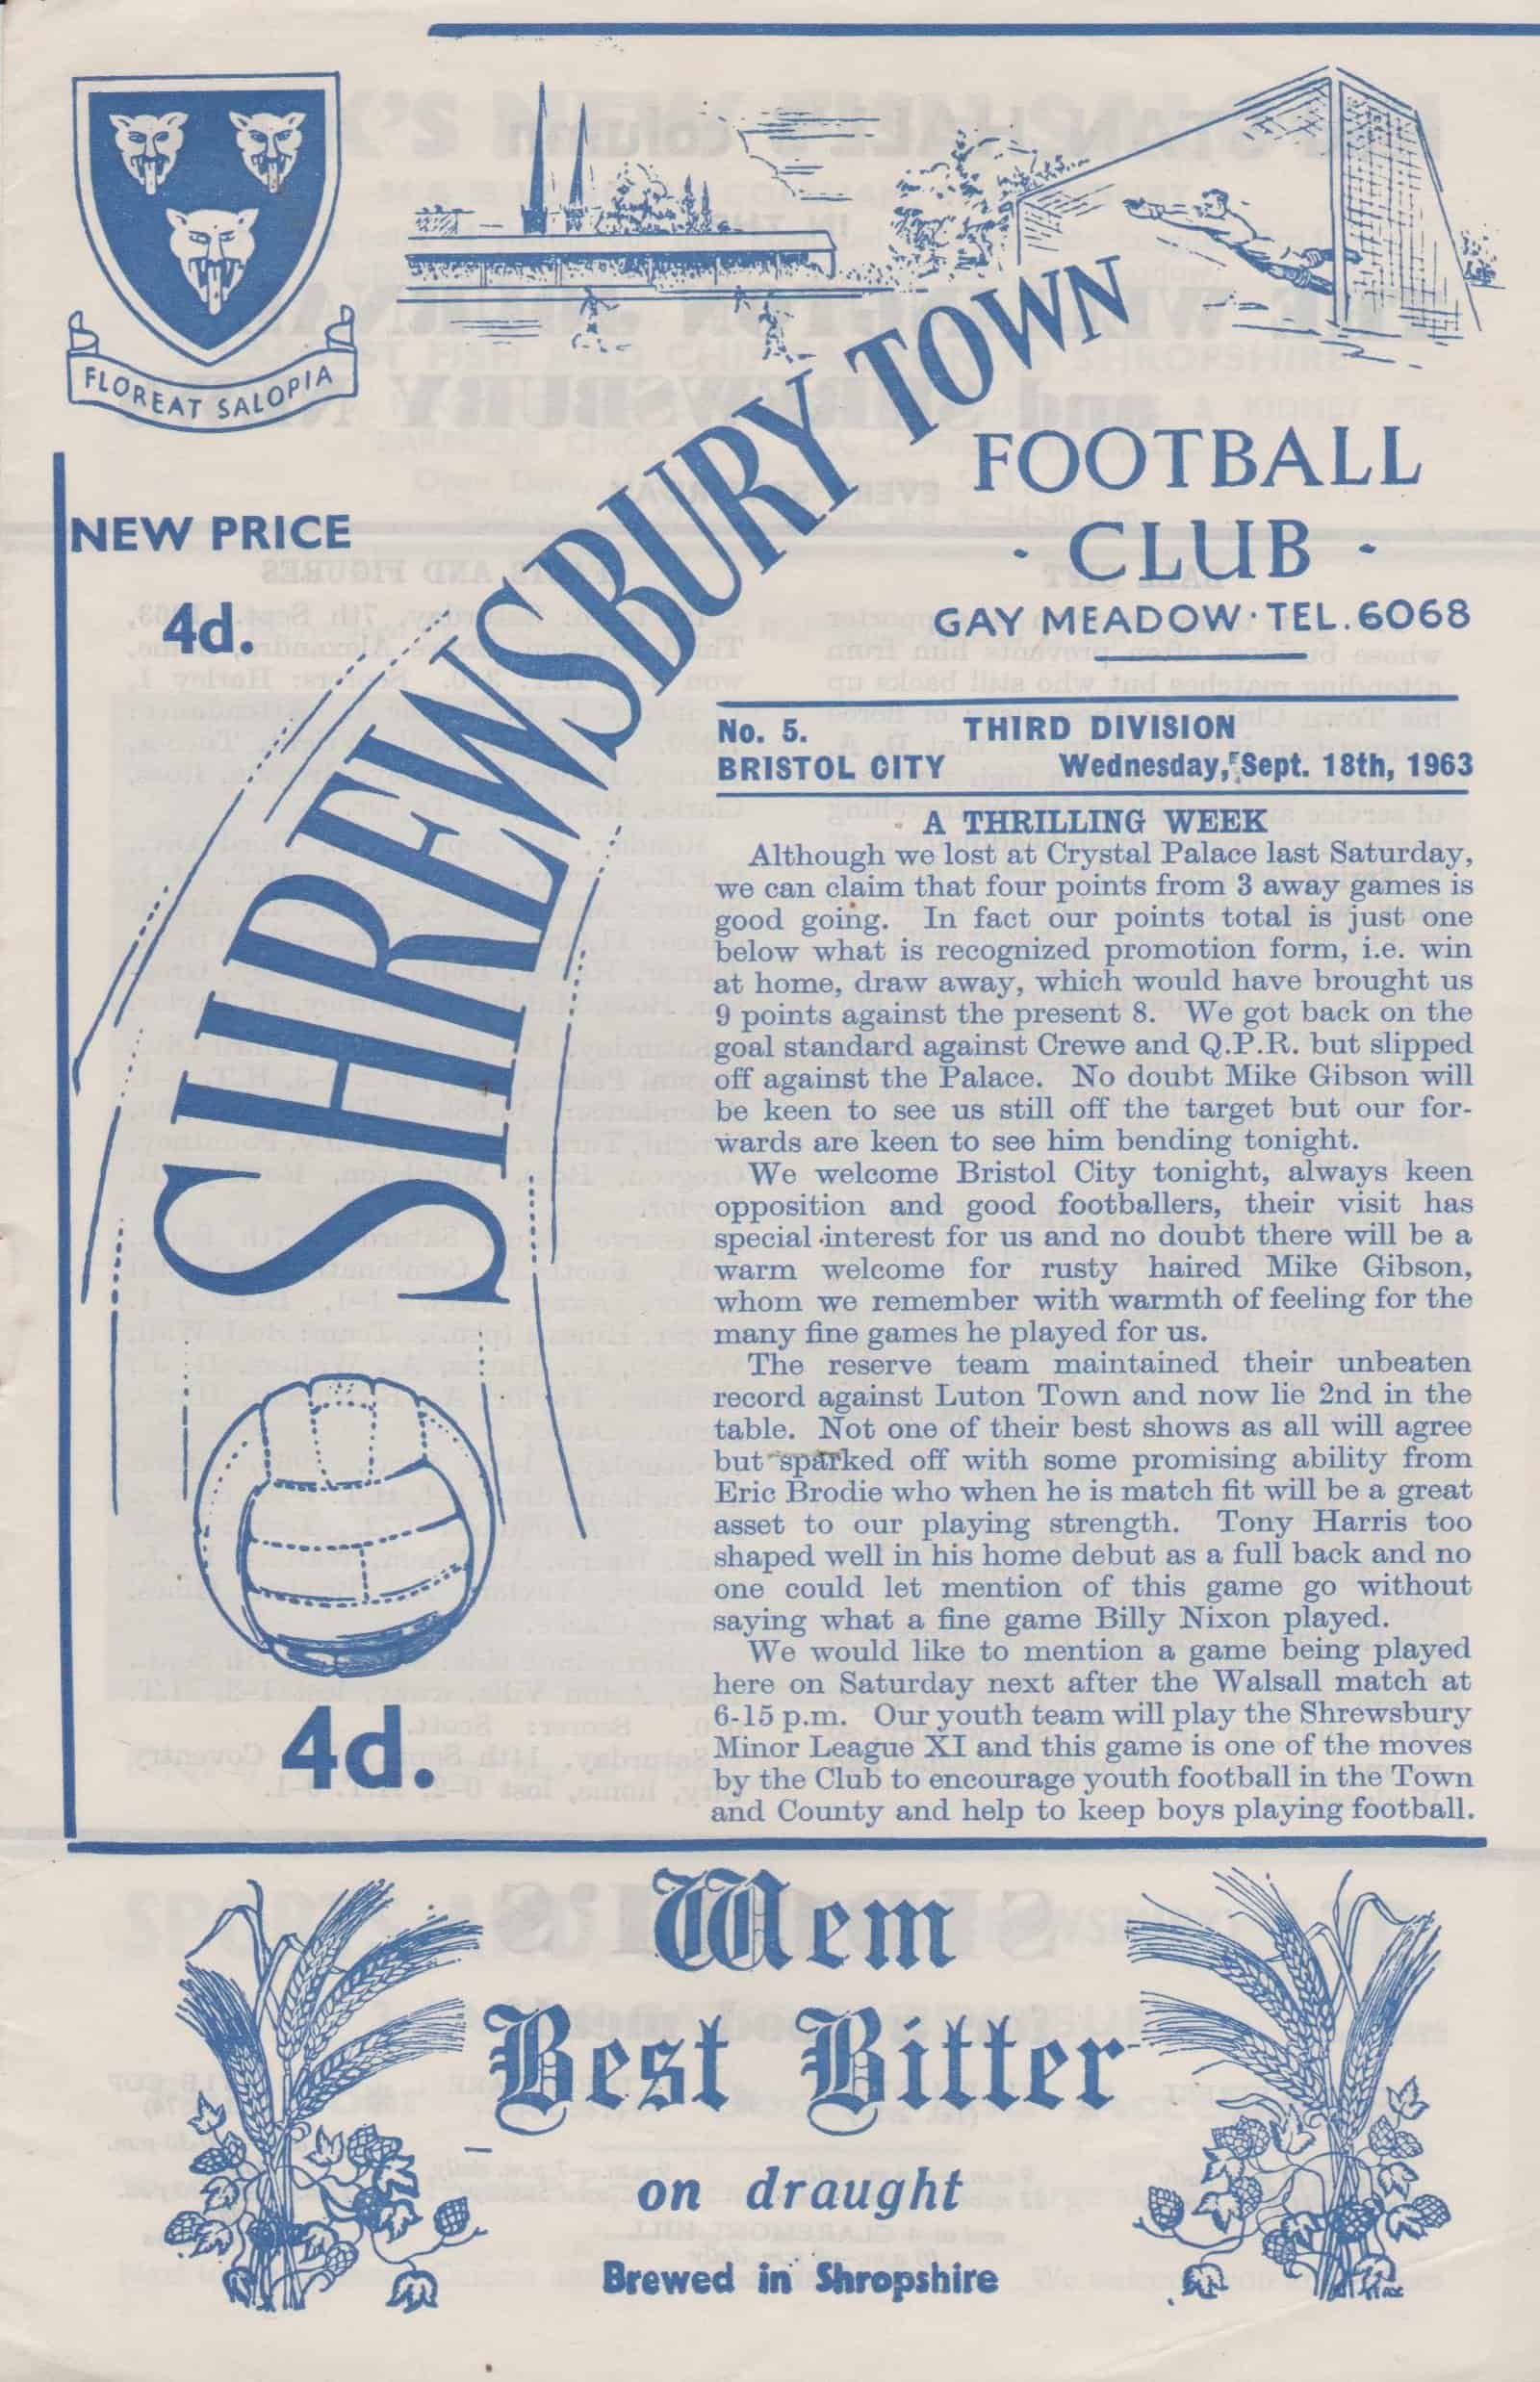 FLOREAT SALOPIA
SHREWSBURY TOWN
FOOTBALL
· CLUB ·
GAY MEADOW · TEL. 6068
NEW PRICE
4d.
No. 5. THIRD DIVISION
BRISTOL CITY Wednesday, Sept. 18th, 1963
A THRILLING WEEK
Although we lost at Crystal Palace last Saturday,
we can claim that four points from 3 away games is
good going. In fact our points total is just one
below what is recognized promotion form, i.e. win
at home, draw away, which would have brought us
9 points against the present 8. We got back on the
goal standard against Crewe and Q.P.R. but slipped
off against the Palace. No doubt Mike Gibson will
be keen to see us still off the target but our for-
wards are keen to see him bending tonight.
We welcome Bristol City tonight, always keen
opposition and good footballers, their visit has
special interest for us and no doubt there will be a
warm welcome for rusty haired Mike Gibson,
whom we remember with warmth of feeling for the
many fine games he played for us.
The reserve team maintained their unbeaten
record against Luton Town and now lie 2nd in the
table. Not one of their best shows as all will agree
but sparked off with some promising ability from
Eric Brodie who when he is match fit will be a great
asset to our playing strength. Tony Harris too
shaped well in his home debut as a full back and no
one could let mention of this game go without
saying what a fine game Billy Nixon played.
We would like to mention a game being played
here on Saturday next after the Walsall match at
6-15 p.m. Our youth team will play the Shrewsbury
Minor League XI and this game is one of the moves
by the Club to encourage youth football in the Town
and County and help to keep boys playing football.
4d.
Wem
Best Bitter
on draught
Brewed in Shropshire